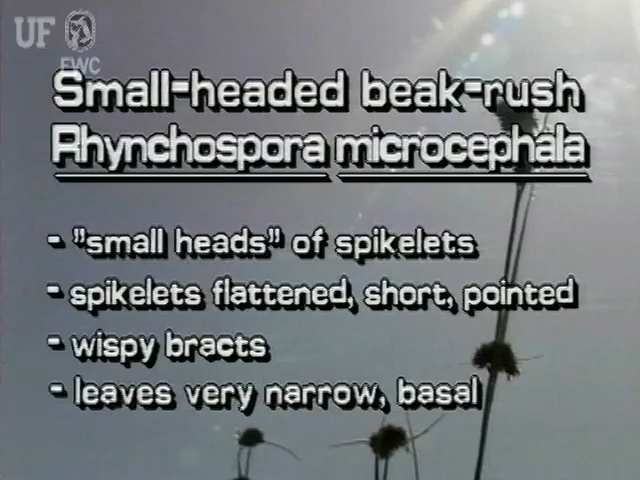 UF
FWC
Small-headed beak-rush
Rhynchospora microcephala
- "small heads" of spikelets
- spikelets flattened, short, pointed
- wispy bracts
- leaves very narrow, basal